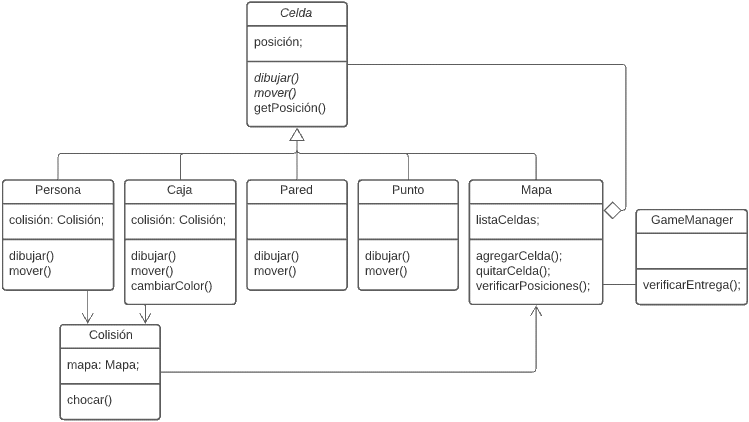 Celda
posición;
dibujar()
mover()
getPosición()
Persona
colisión: Colisión;
dibujar()
mover()
Caja
colisión: Colisión;
dibujar()
mover()
cambiarColor()
Pared
dibujar()
mover()
Punto
dibujar()
mover()
Mapa
listaCeldas;
agregarCelda();
quitarCelda();
verificarPosiciones();
GameManager
verificarEntrega();
Colisión
mapa: Mapa;
chocar()